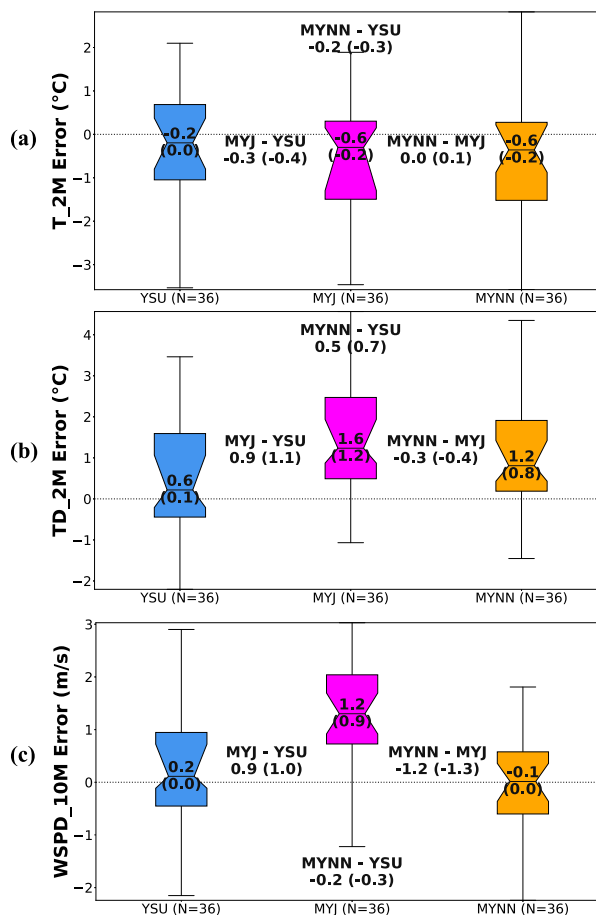 MYNN - YSU
-0.2 (-0.3)
2
1
0
−1
−2
−3
T_2M Error (°C)
(a)
-0.2
(0.0)
MYJ - YSU
-0.3 (-0.4)
-0.6
(-0.2)
MYNN - MYJ
0.0 (0.1)
-0.6
(-0.2)
YSU (N=36)
MYJ (N=36)
MYNN (N=36)
MYNN - YSU
0.5 (0.7)
4
3
2
1
0
−1
−2
TD_2M Error (°C)
(b)
0.6
(0.1)
MYJ - YSU
0.9 (1.1)
1.6
(1.2)
MYNN - MYJ
-0.3 (-0.4)
1.2
(0.8)
YSU (N=36)
MYJ (N=36)
MYNN (N=36)
3
2
1
0
−1
−2
WSPD_10M Error (m/s)
(c)
0.2
(0.0)
MYJ - YSU
0.9 (1.0)
1.2
(0.9)
MYNN - MYJ
-1.2 (-1.3)
-0.1
(0.0)
MYNN - YSU
-0.2 (-0.3)
YSU (N=36)
MYJ (N=36)
MYNN (N=36)